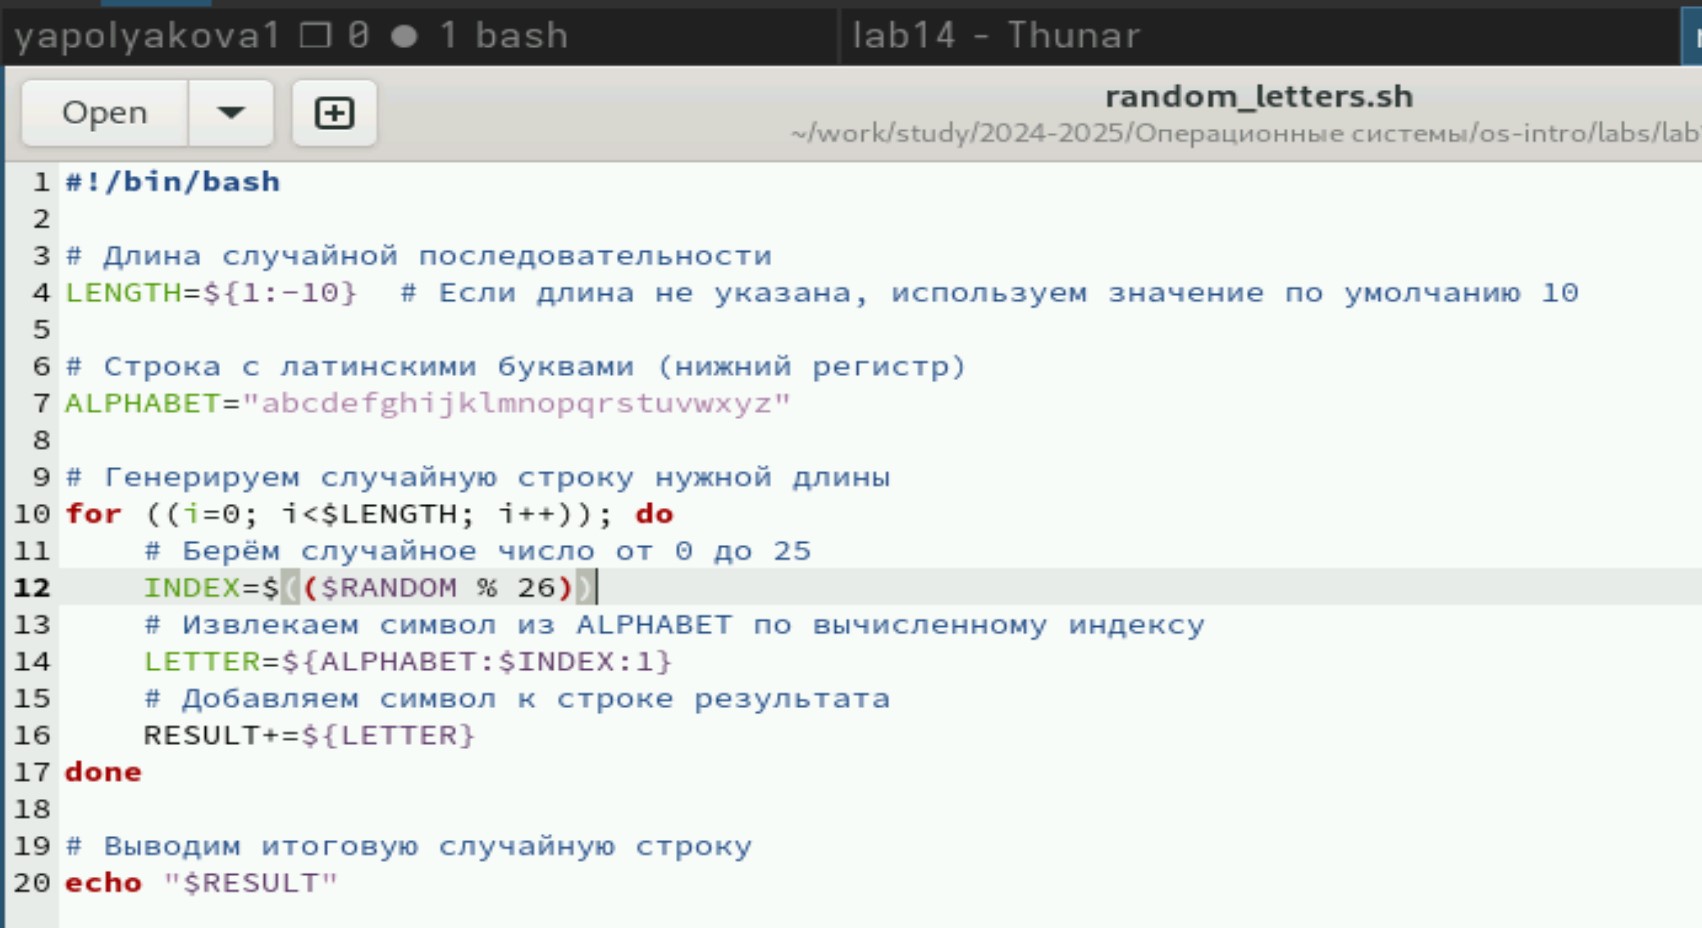 yapolyakova1 ❐ 0 ● 1 bash
lab14 - Thunar
Open
random_letters.sh
~/work/study/2024-2025/Операционные системы/os-intro/labs/lab
1 #!/bin/bash
2
3 # Длина случайной последовательности
4 LENGTH=${1:-10}  # Если длина не указана, используем значение по умолчанию 10
5
6 # Строка с латинскими буквами (нижний регистр)
7 ALPHABET="abcdefghijklmnopqrstuvwxyz"
8
9 # Генерируем случайную строку нужной длины
10 for ((i=0; i<$LENGTH; i++)); do
11     # Берём случайное число от 0 до 25
12     INDEX=$(($RANDOM % 26))
13     # Извлекаем символ из ALPHABET по вычисленному индексу
14     LETTER=${ALPHABET:$INDEX:1}
15     # Добавляем символ к строке результата
16     RESULT+=${LETTER}
17 done
18
19 # Выводим итоговую случайную строку
20 echo "$RESULT"